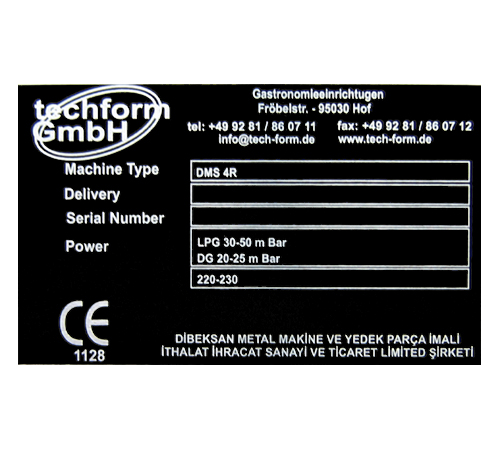 techform
GmbH
Gastronomieeinrichtugen
Fröbelstr. - 95030 Hof
tel: +49 92 81 / 86 07 11 fax: +49 92 81 / 86 07 12
info@tech-form.de www.tech-form.de
Machine Type DMS 4R
Delivery
Serial Number
Power LPG 30-50 m Bar
DG 20-25 m Bar
220-230
CE
1128
DİBEKSAN METAL MAKİNE VE YEDEK PARÇA İMALİ
İTHALAT İHRACAT SANAYİ VE TİCARET LİMİTED ŞİRKETİ